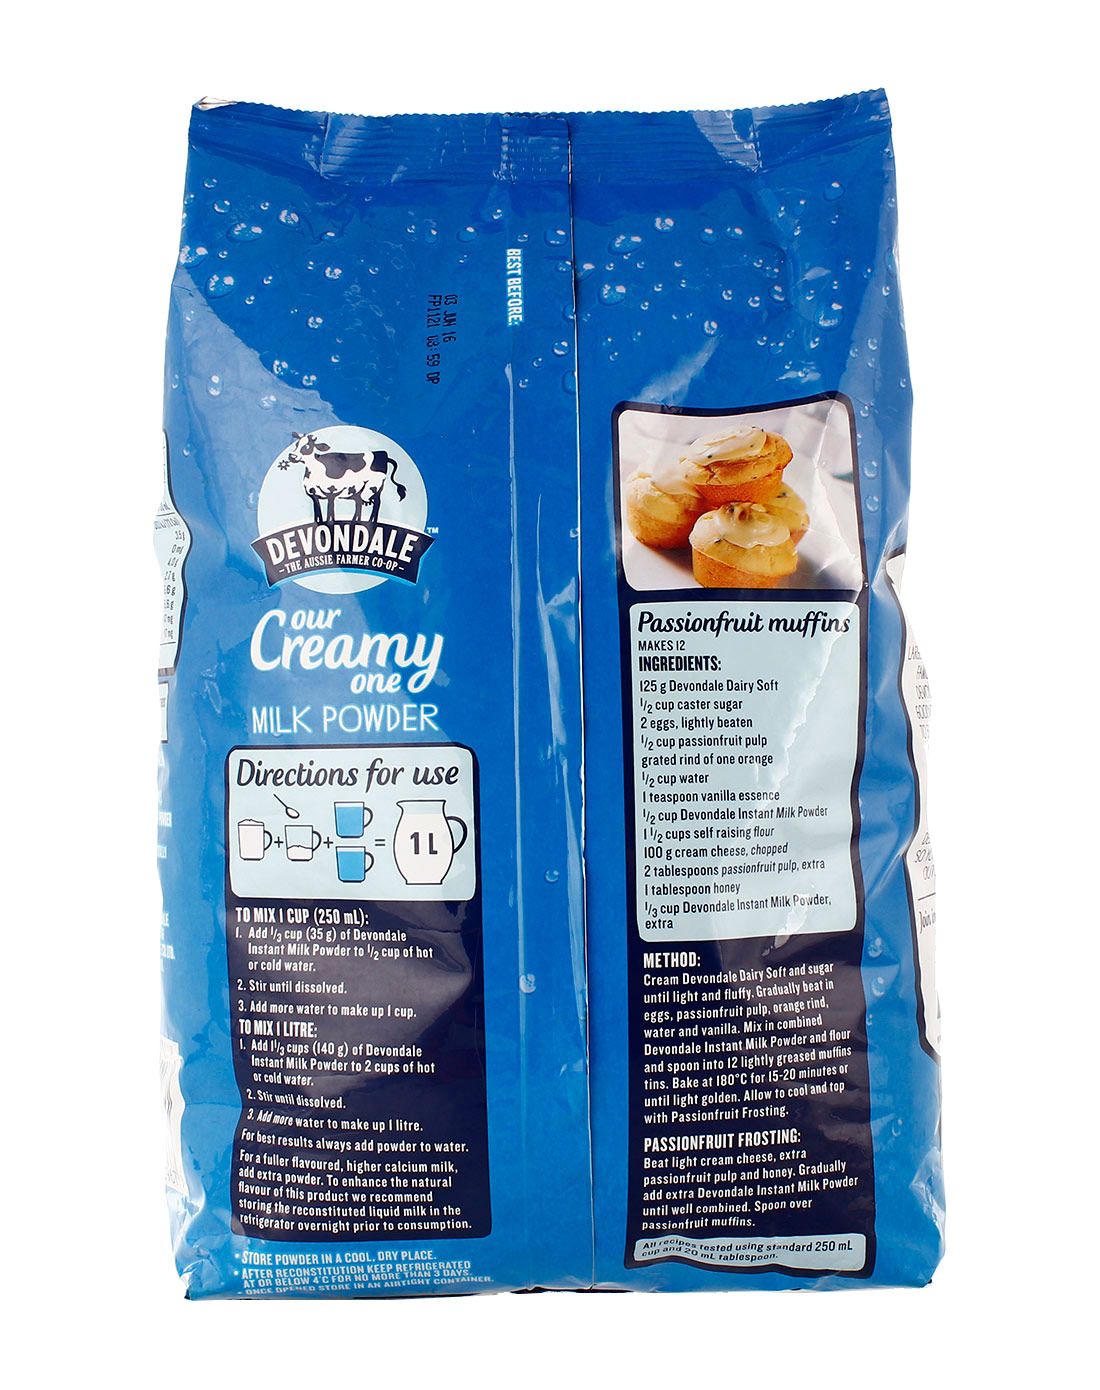 BEST BEFORE:
03 JUN 16
FP1121 03:59 DP
DEVONDALE™
- THE AUSSIE FARMER CO-OP -
our
Creamy
one
MILK POWDER
Directions for use
+ + = 1 L
TO MIX 1 CUP (250 mL):
1. Add 1/3 cup (35 g) of Devondale
Instant Milk Powder to 1/2 cup of hot
or cold water.
2. Stir until dissolved.
3. Add more water to make up 1 cup.
TO MIX 1 LITRE:
1. Add 1 1/3 cups (140 g) of Devondale
Instant Milk Powder to 2 cups of hot
or cold water.
2. Stir until dissolved.
3. Add more water to make up 1 litre.
For best results always add powder to water.
For a fuller flavoured, higher calcium milk,
add extra powder. To enhance the natural
flavour of this product we recommend
storing the reconstituted liquid milk in the
refrigerator overnight prior to consumption.
• STORE POWDER IN A COOL, DRY PLACE.
• AFTER RECONSTITUTION KEEP REFRIGERATED
AT OR BELOW 4°C FOR NO MORE THAN 3 DAYS.
• ONCE OPENED STORE IN AN AIRTIGHT CONTAINER.
Passionfruit muffins
MAKES 12
INGREDIENTS:
125 g Devondale Dairy Soft
1/2 cup caster sugar
2 eggs, lightly beaten
1/2 cup passionfruit pulp
grated rind of one orange
1/2 cup water
1 teaspoon vanilla essence
1/2 cup Devondale Instant Milk Powder
1 1/2 cups self raising flour
100 g cream cheese, chopped
2 tablespoons passionfruit pulp, extra
1 tablespoon honey
1/3 cup Devondale Instant Milk Powder,
extra
METHOD:
Cream Devondale Dairy Soft and sugar
until light and fluffy. Gradually beat in
eggs, passionfruit pulp, orange rind,
water and vanilla. Mix in combined
Devondale Instant Milk Powder and flour
and spoon into 12 lightly greased muffins
tins. Bake at 180°C for 15-20 minutes or
until light golden. Allow to cool and top
with Passionfruit Frosting.
PASSIONFRUIT FROSTING:
Beat light cream cheese, extra
passionfruit pulp and honey. Gradually
add extra Devondale Instant Milk Powder
until well combined. Spoon over
passionfruit muffins.
All recipes tested using standard 250 mL
cup and 20 mL tablespoon.